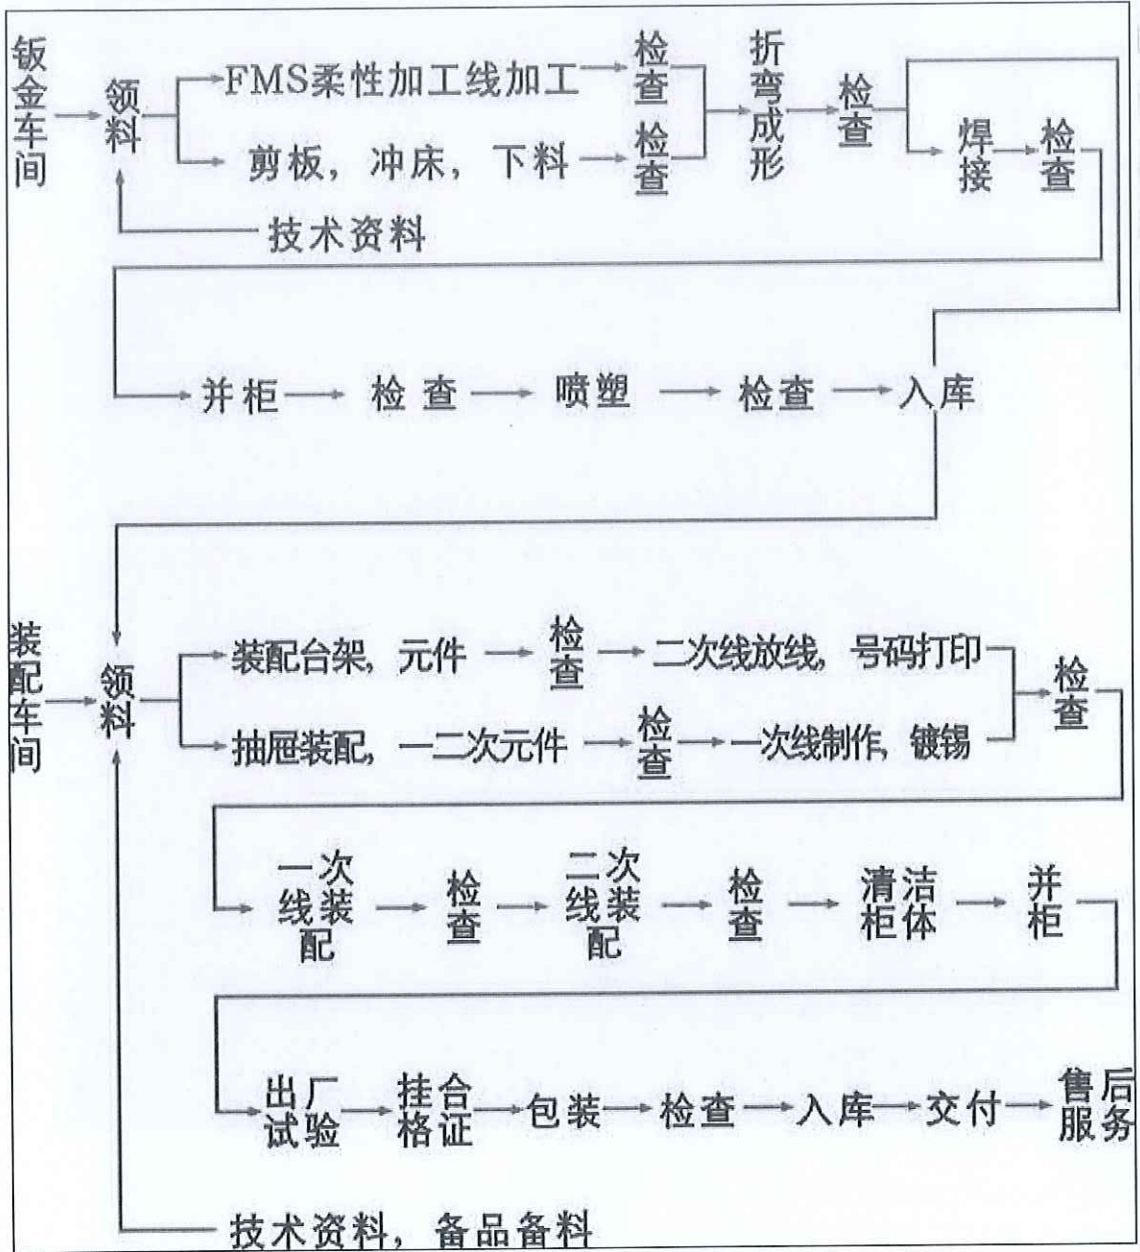 钣金车间
领料
FMS柔性加工线加工
检查
剪板，冲床，下料
检查
折弯成形
检查
焊接
检查
技术资料
并柜
检查
喷塑
检查
入库
装配车间
领料
装配台架，元件
检查
二次线放线，号码打印
抽屉装配，一二次元件
检查
一次线制作，镀锡
检查
一次
线装
配
检查
二次
线装
配
检查
清洁
柜体
并柜
出厂
试验
挂合
格证
包装
检查
入库
交付
售后
服务
技术资料，备品备料